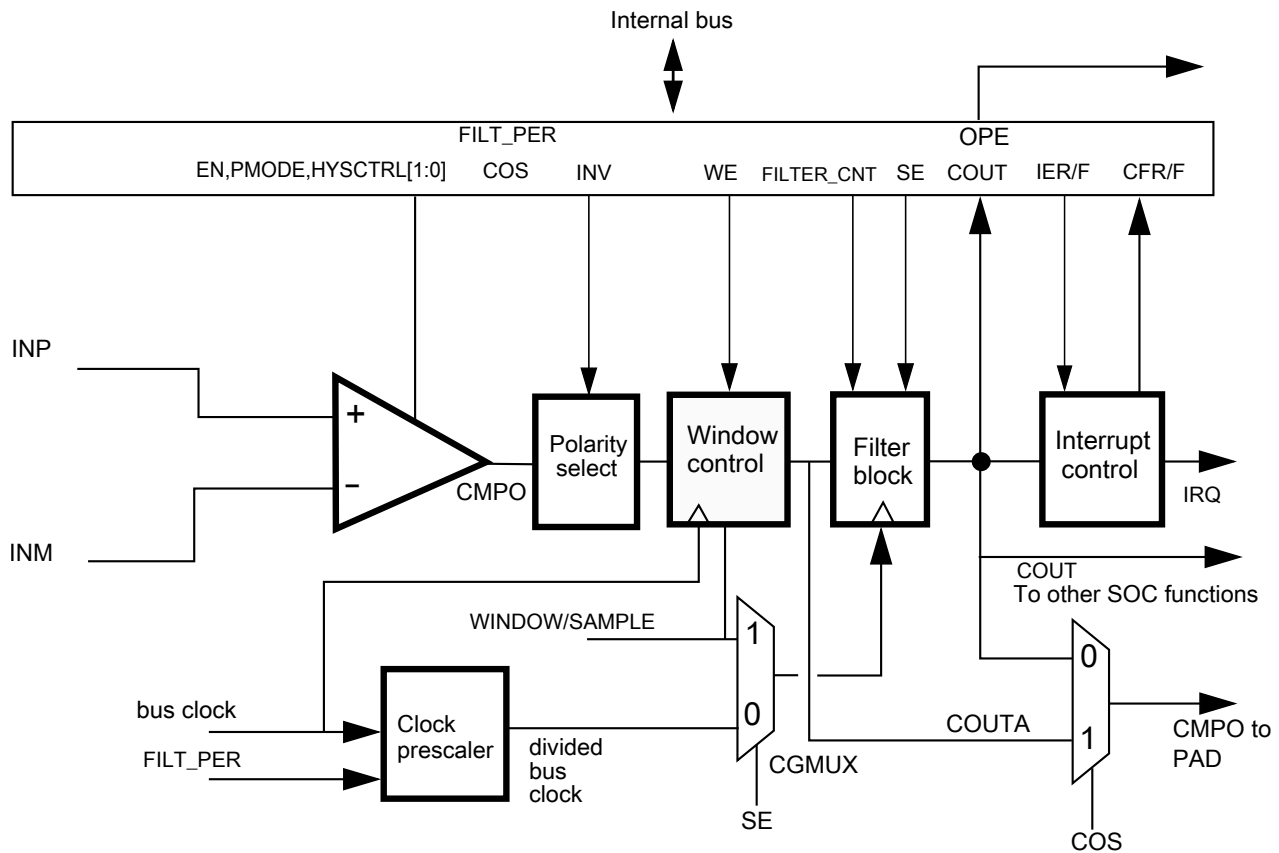 Internal bus
FILT_PER
OPE
EN,PMODE,HYSCTRL[1:0]
COS
INV
WE
FILTER_CNT
SE
COUT
IER/F
CFR/F
INP
+
−
INM
CMPO
Polarity
select
Window
control
Filter
block
Interrupt
control
IRQ
COUT
To other SOC functions
WINDOW/SAMPLE
1
0
CGMUX
SE
bus clock
FILT_PER
Clock
prescaler
divided
bus
clock
COUTA
0
1
CMPO to
PAD
COS